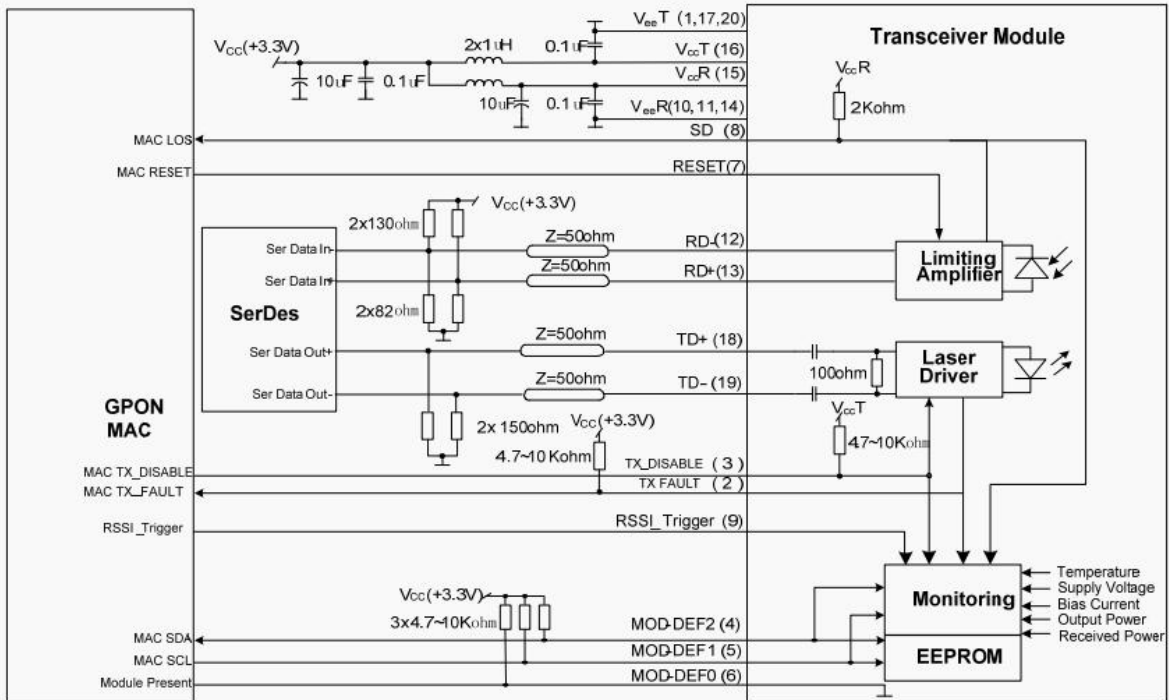 VeeT (1,17,20)
Transceiver Module
VCC(+3.3V)
2x1uH
0.1uF
VccT (16)
VccR (15)
10uF
0.1uF
10uF
0.1uF
VeeR(10,11,14)
VccR
2Kohm
MAC LOS
SD (8)
MAC RESET
RESET(7)
VCC(+3.3V)
2x130ohm
Z=50ohm
Ser Data In-
RD-(12)
Z=50ohm
Ser Data In+
RD+(13)
Limiting
Amplifier
SerDes
2x82ohm
Z=50ohm
TD+ (18)
Ser Data Out+
Laser
Driver
100ohm
Z=50ohm
TD- (19)
Ser Data Out-
GPON
MAC
VCC(+3.3V)
VccT
2x 150ohm
4.7~10 Kohm
4.7~10Kohm
MAC TX_DISABLE
TX_DISABLE ( 3 )
MAC TX_FAULT
TX FAULT ( 2 )
RSSI_Trigger
RSSI_Trigger (9)
Temperature
Supply Voltage
Bias Current
Output Power
Received Power
Monitoring
EEPROM
VCC(+3.3V)
3x4.7~10Kohm
MAC SDA
MOD-DEF2 (4)
MAC SCL
MOD-DEF1 (5)
Module Present
MOD-DEF0 (6)